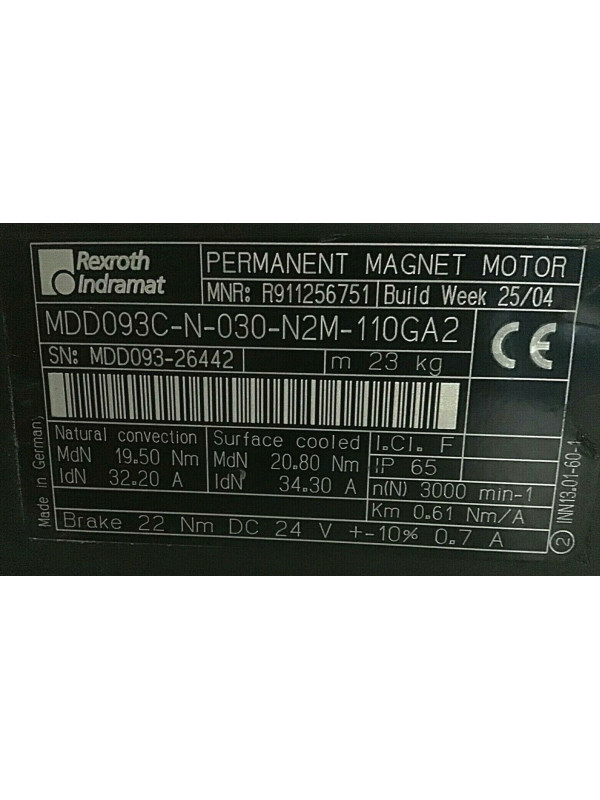 Rexroth
Indramat
PERMANENT MAGNET MOTOR
MNR: R911256751 Build Week 25/04
MDD093C-N-030-N2M-110GA2
CE
SN: MDD093-26442 m 23 kg
Natural convection
MdN 19.50 Nm
IdN 32.20 A
Surface cooled
MdN 20.80 Nm
IdN 34.30 A
I.Cl. F
IP 65
n(N) 3000 min-1
Km 0.61 Nm/A
Brake 22 Nm DC 24 V +-10% 0.7 A
Made in Germany
2 INN13.01-60-1